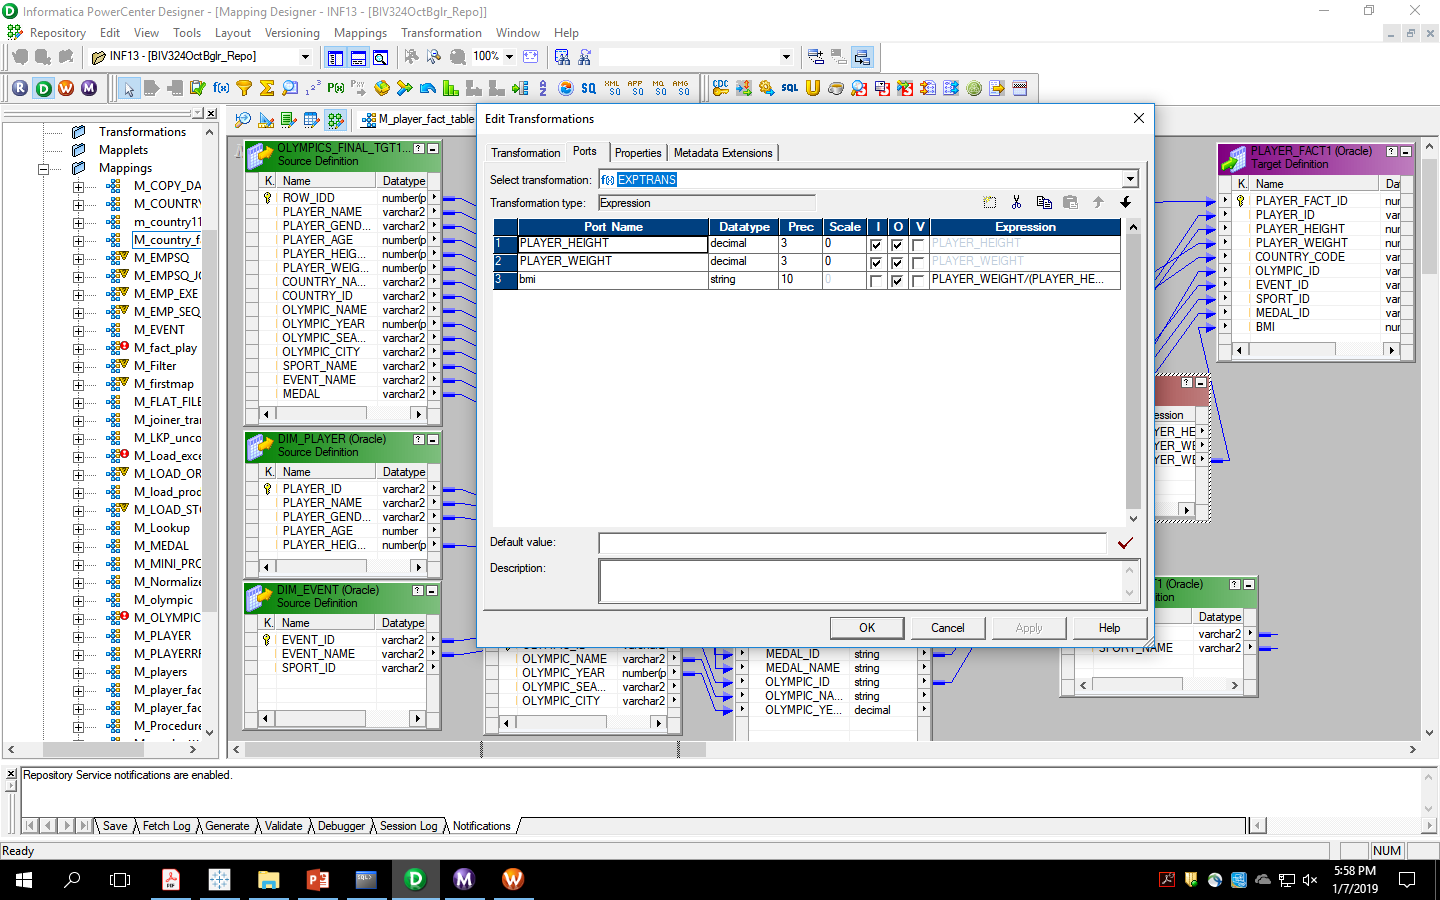 Informatica PowerCenter Designer - [Mapping Designer - INF13 - [BIV324OctBglr_Repo]]
Repository Edit View Tools Layout Versioning Mappings Transformation Window Help
INF13 - [BIV324OctBglr_Repo]
100%
Transformations
Mapplets
Mappings
M_COPY_DA
M_COUNTRY
m_country11
M_country_f
M_EMPSQ
M_EMPSQ_JO
M_EMP_EXE
M_EMP_SEQ
M_EVENT
M_fact_play
M_Filter
M_firstmap
M_FLAT_FILE
M_joiner_tra
M_LKP_unco
M_Load_exce
M_LOAD_OR
M_load_prod
M_LOAD_STO
M_Lookup
M_MEDAL
M_MINI_PRO
M_Normalize
M_olympic
M_OLYMPIC
M_PLAYER
M_PLAYERRF
M_players
M_player_fac
M_player_fac
M_Procedure
M_player_fact_table
OLYMPICS_FINAL_TGT1...
Source Definition
K. Name Datatype
ROW_IDD number(p
PLAYER_NAME varchar2
PLAYER_GEND... varchar2
PLAYER_AGE number(p
PLAYER_HEIG... number(p
PLAYER_WEIG... number(p
COUNTRY_NA... varchar2
COUNTRY_ID varchar2
OLYMPIC_NAME varchar2
OLYMPIC_YEAR number(p
OLYMPIC_SEA... varchar2
OLYMPIC_CITY varchar2
SPORT_NAME varchar2
EVENT_NAME varchar2
MEDAL varchar2
DIM_PLAYER (Oracle)
Source Definition
K. Name Datatype
PLAYER_ID varchar2
PLAYER_NAME varchar2
PLAYER_GEND... varchar2
PLAYER_AGE number
PLAYER_HEIG... number(p
DIM_EVENT (Oracle)
Source Definition
K. Name Datatype
EVENT_ID varchar2
EVENT_NAME varchar2
SPORT_ID varchar2
Edit Transformations
Transformation Ports Properties Metadata Extensions
Select transformation: f(x) EXPTRANS
Transformation type: Expression
Port Name Datatype Prec Scale I O V Expression
1 PLAYER_HEIGHT decimal 3 0 PLAYER_HEIGHT
2 PLAYER_WEIGHT decimal 3 0 PLAYER_WEIGHT
3 bmi string 10 0 PLAYER_WEIGHT/(PLAYER_HE...
Default value:
Description:
OK Cancel Apply Help
OLYMPIC_NAME varchar2
OLYMPIC_YEAR number(p
OLYMPIC_SEA... varchar2
OLYMPIC_CITY varchar2
MEDAL_ID string
MEDAL_NAME string
OLYMPIC_ID string
OLYMPIC_NA... string
OLYMPIC_YE... decimal
PLAYER_FACT1 (Oracle)
Target Definition
K. Name Dat
PLAYER_FACT_ID nun
PLAYER_ID var
PLAYER_HEIGHT nun
PLAYER_WEIGHT nun
COUNTRY_CODE var
OLYMPIC_ID var
EVENT_ID var
SPORT_ID var
MEDAL_ID var
BMI nun
ession
YER_HE
YER_WE
YER_WE
1 (Oracle)
ition
Datatype
varchar2
SPORT_NAME varchar2
Repository Service notifications are enabled.
Save Fetch Log Generate Validate Debugger Session Log Notifications
Ready
NUM
5:58 PM
1/7/2019